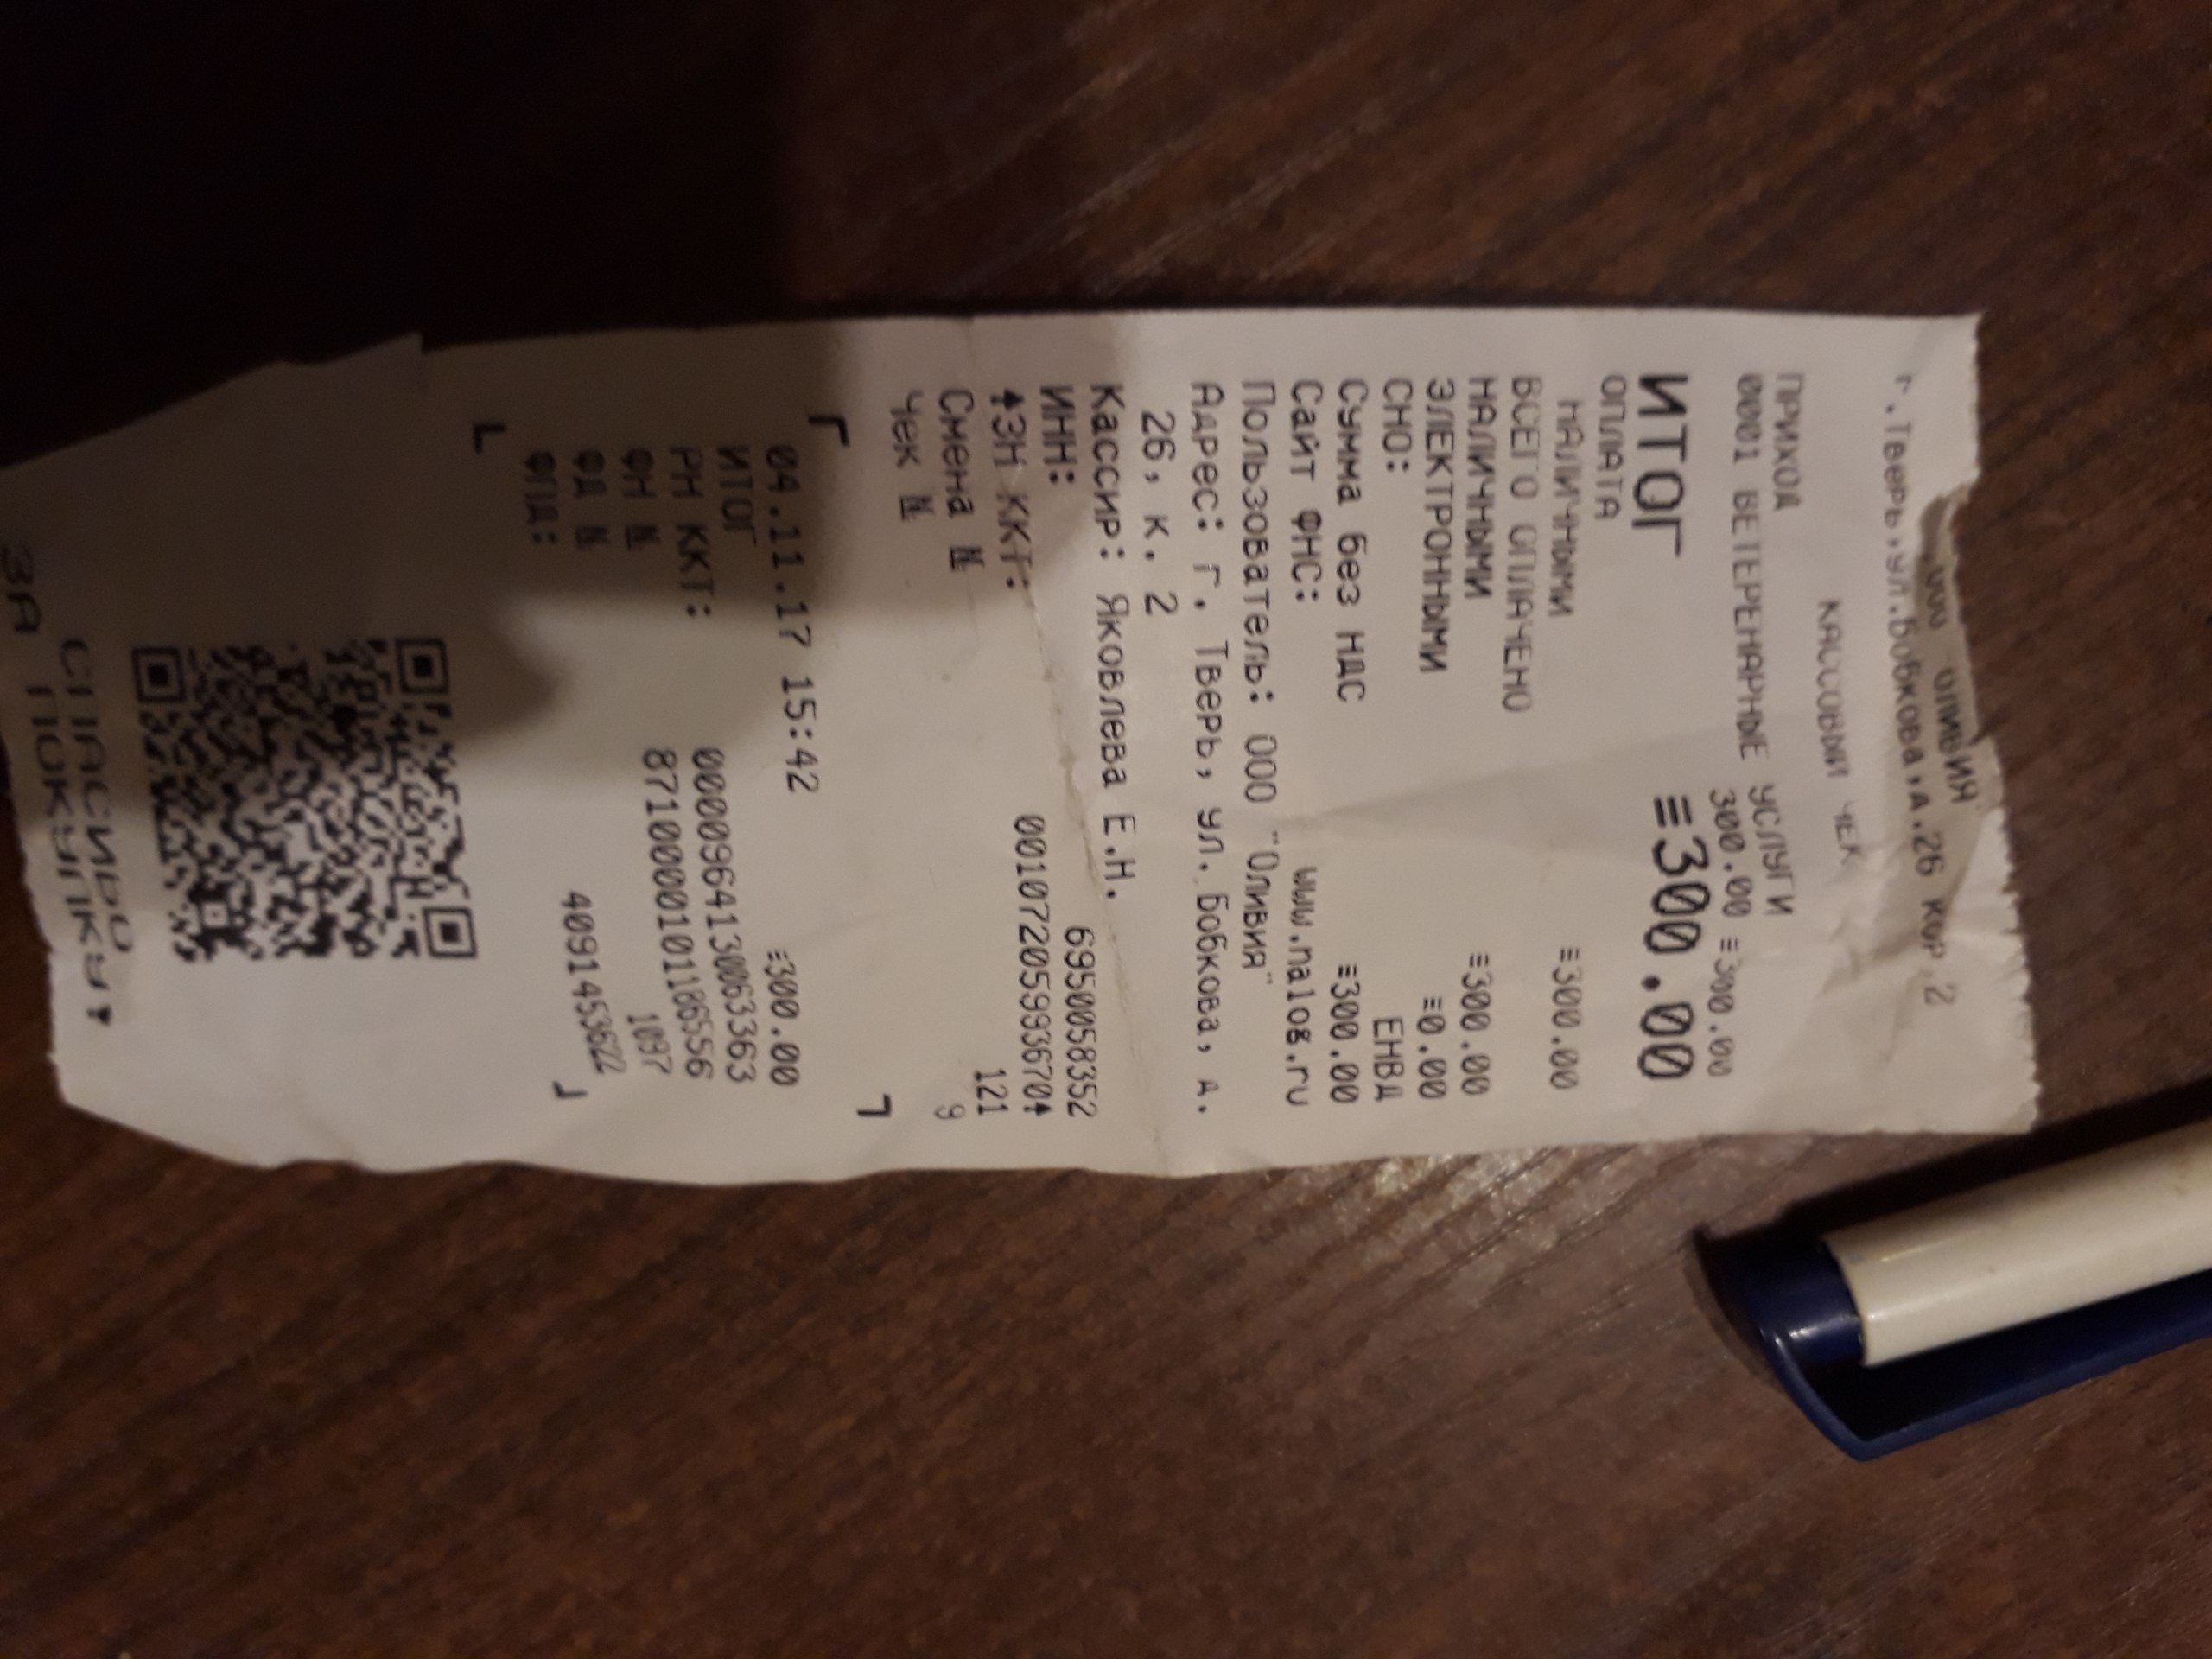 ООО "ОЛИВИЯ"
г.Тверь,ул.Бобкова,д.26 кор.2
КАССОВЫЙ ЧЕК
ПРИХОД
0001 ВЕТЕРЕНАРНЫЕ УСЛУГИ
300.00 ≡300.00
ИТОГ ≡300.00
ОПЛАТА
НАЛИЧНЫМИ ≡300.00
ВСЕГО ОПЛАЧЕНО
НАЛИЧНЫМИ ≡300.00
ЭЛЕКТРОННЫМИ ≡0.00
СНО: ЕНВД
Сумма без НДС ≡300.00
Сайт ФНС: www.nalog.ru
Пользователь: ООО "Оливия"
Адрес: г. Тверь, ул. Бобкова, д.
26, к. 2
Кассир: Яковлева Е.Н.
ИНН: 6950058352
ЗН ККТ: 00107205993670
Смена № 121
Чек № 9
04.11.17 15:42
ИТОГ ≡300.00
РН ККТ: 0000964130063363
ФН № 8710000101186556
ФД № 1097
ФПД: 4091453622
СПАСИБО
ЗА ПОКУПКУ!